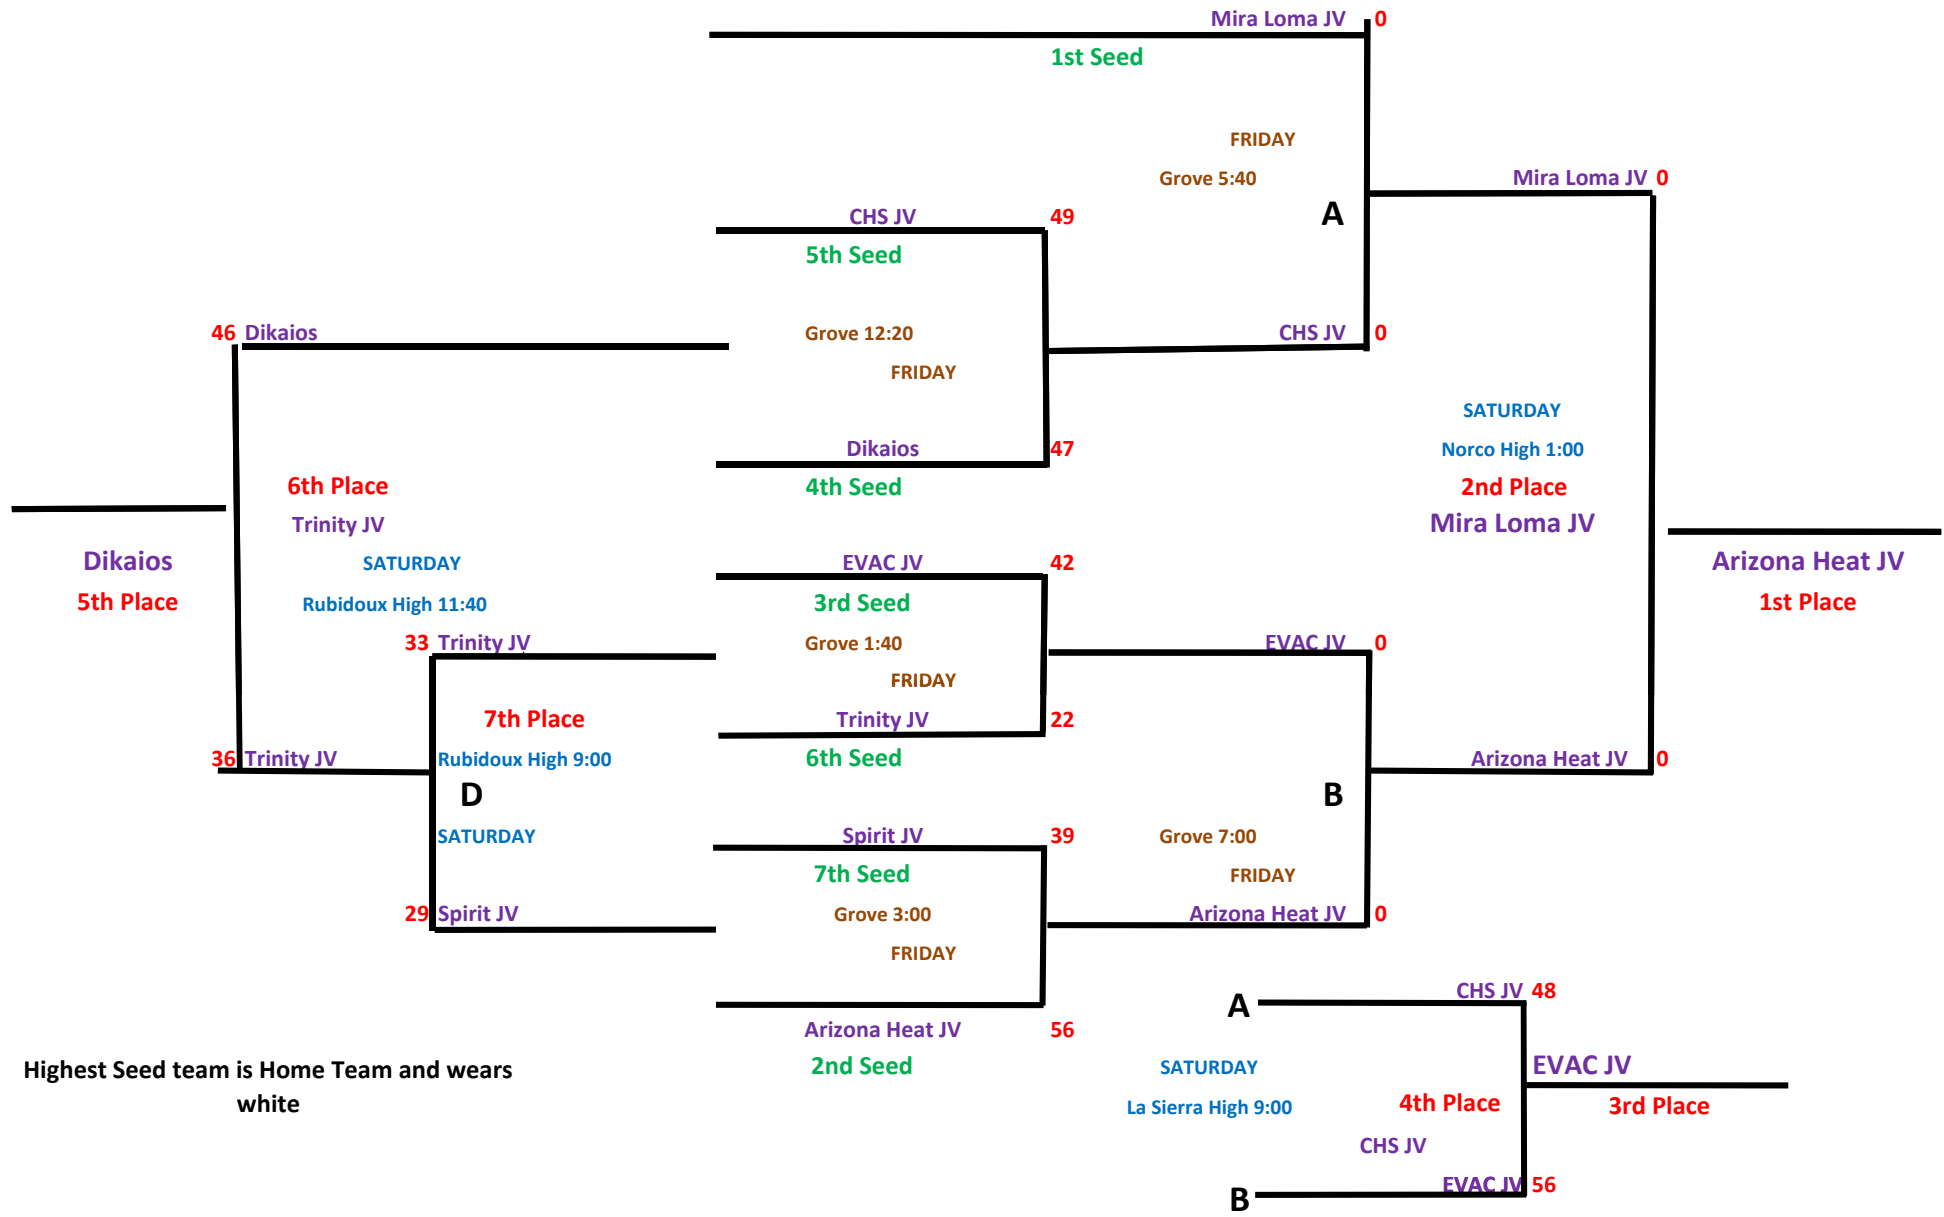 Mira Loma JV 0
1st Seed
FRIDAY
Grove 5:40
Mira Loma JV 0
CHS JV 49
A
5th Seed
46 Dikaios
Grove 12:20
CHS JV 0
FRIDAY
SATURDAY
Dikaios 47
Norco High 1:00
6th Place
4th Seed
2nd Place
Trinity JV
Mira Loma JV
Dikaios
SATURDAY
EVAC JV 42
Arizona Heat JV
5th Place
Rubidoux High 11:40
3rd Seed
1st Place
33 Trinity JV
Grove 1:40
EVAC JV 0
FRIDAY
7th Place
Trinity JV 22
36 Trinity JV
Rubidoux High 9:00
6th Seed
Arizona Heat JV 0
D
B
SATURDAY
Spirit JV 39
Grove 7:00
7th Seed
FRIDAY
29 Spirit JV
Grove 3:00
Arizona Heat JV 0
FRIDAY
A
CHS JV 48
Arizona Heat JV 56
2nd Seed
Highest Seed team is Home Team and wears
white
SATURDAY
EVAC JV
La Sierra High 9:00
4th Place
3rd Place
CHS JV
B
EVAC JV 56